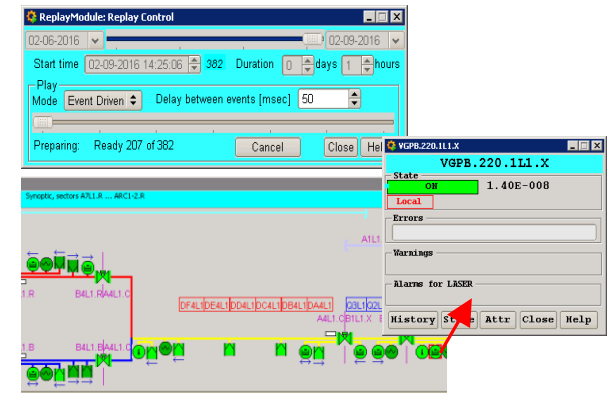 ReplayModule: Replay Control
02-06-2016
02-09-2016
Start time 02-09-2016 14:25:06 382 Duration 0 days 1 hours
Play
Mode Event Driven Delay between events [msec] 50
Preparing: Ready 207 of 382 Cancel Close
VGPB.220.1L1.X
VGPB.220.1L1.X
State
ON 1.40E-008
Local
Errors
Warnings
Alarms for LASER
History Attr Close Help
Synoptic, sectors A7L1.R ... ARC1-2.R
A1L1
1.R B4L1.R A4L1.C
DF4L1 DE4L1 DD4L1 DC4L1 DB4L1 DA4L1 Q3L1 Q2L
A4L1.C B1L1.X
1.B B4L1.B A4L1.C